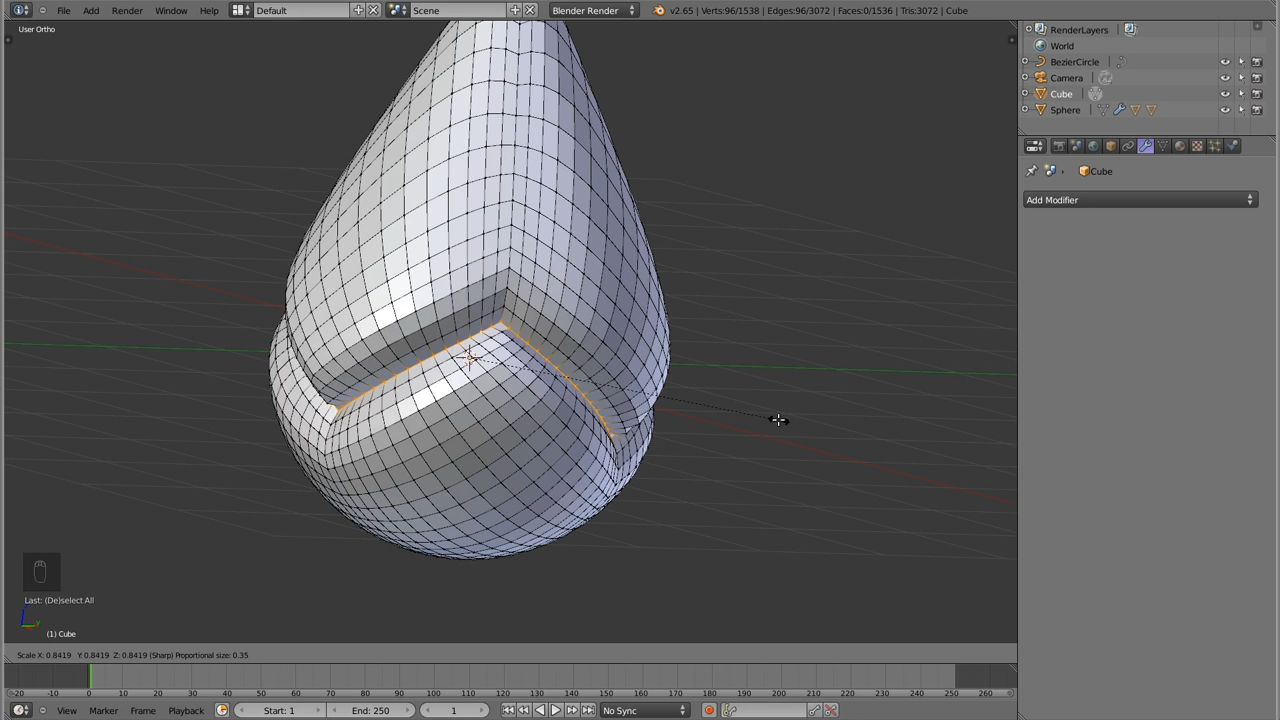 File Add Render Window Help Default Scene Blender Render v2.65 | Verts:96/1538 | Edges:96/3072 | Faces:0/1536 | Tris:3072 | Cube
User Ortho
RenderLayers
World
BezierCircle
Camera
Cube
Sphere
Cube
Add Modifier
Last: (De)select All
(1) Cube
Scale X: 0.8419 Y: 0.8419 Z: 0.8419 (Sharp) Proportional size: 0.35
-20 -10 0 10 20 30 40 50 60 70 80 90 100 110 120 130 140 150 160 170 180 190 200 210 220 230 240 250 260
View Marker Frame Playback Start: 1 End: 250 1 No Sync